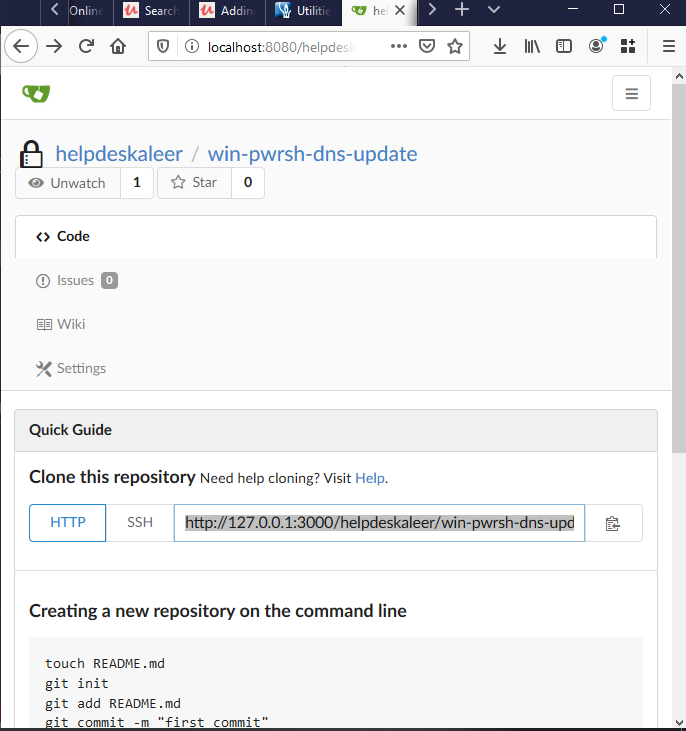 Online
Search
Addin
Utilitie
hel
localhost:8080/helpdesk
helpdeskaleer / win-pwrsh-dns-update
Unwatch 1 Star 0
Code
Issues 0
Wiki
Settings
Quick Guide
Clone this repository Need help cloning? Visit Help.
HTTP SSH http://127.0.0.1:3000/helpdeskaleer/win-pwrsh-dns-upd
Creating a new repository on the command line
touch README.md
git init
git add README.md
git commit -m "first commit"